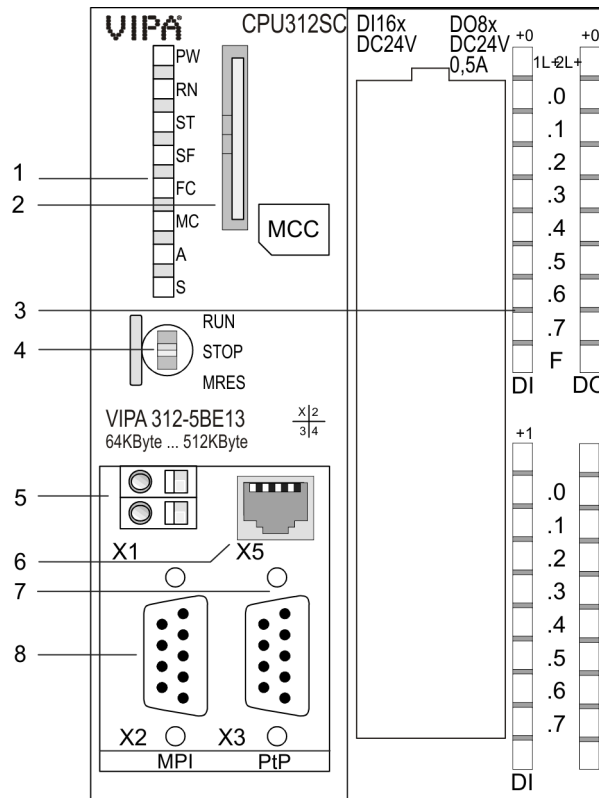 VIPA CPU312SC
PW
RN
ST
SF
FC
MC
A
S
MCC
RUN
STOP
MRES
VIPA 312-5BE13
64KByte ... 512KByte
X 2
3 4
X1
X5
X2
X3
MPI
PtP
1
2
3
4
5
6
7
8
DI16x
DC24V
DO8x
DC24V
0,5A
+0
+0
1L+
2L+
.0
.1
.2
.3
.4
.5
.6
.7
F
DI
DO
+1
.0
.1
.2
.3
.4
.5
.6
.7
DI